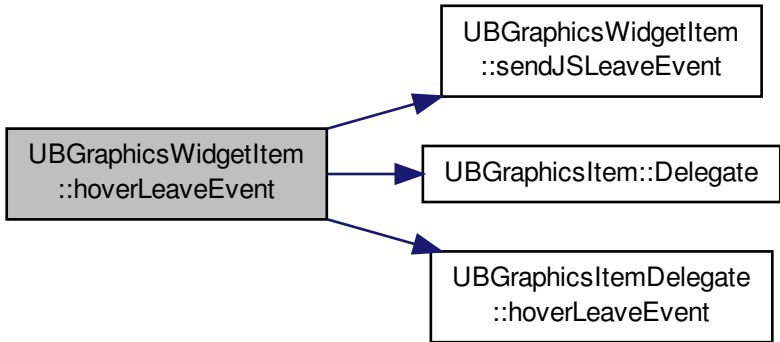 UBGraphicsWidgetItem
::hoverLeaveEvent
UBGraphicsWidgetItem
::sendJSLeaveEvent
UBGraphicsItem::Delegate
UBGraphicsItemDelegate
::hoverLeaveEvent